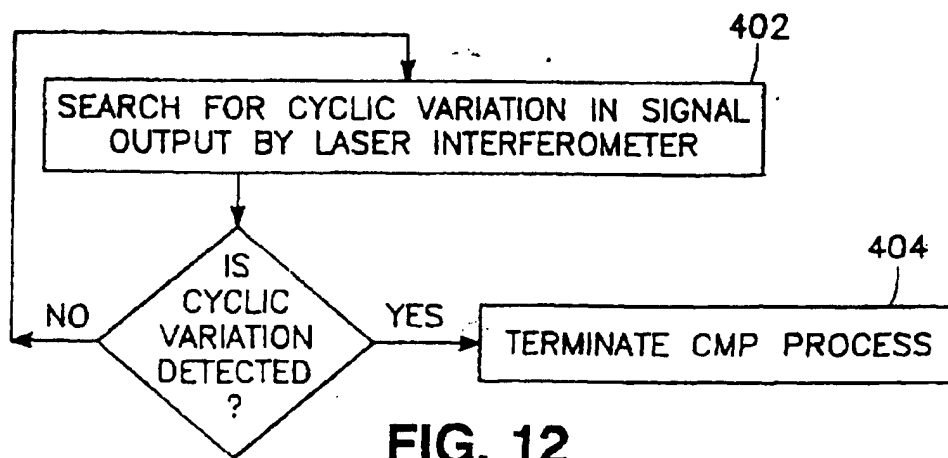 402
SEARCH FOR CYCLIC VARIATION IN SIGNAL
OUTPUT BY LASER INTERFEROMETER
IS
CYCLIC
VARIATION
DETECTED
?
NO
YES
404
TERMINATE CMP PROCESS
FIG. 12